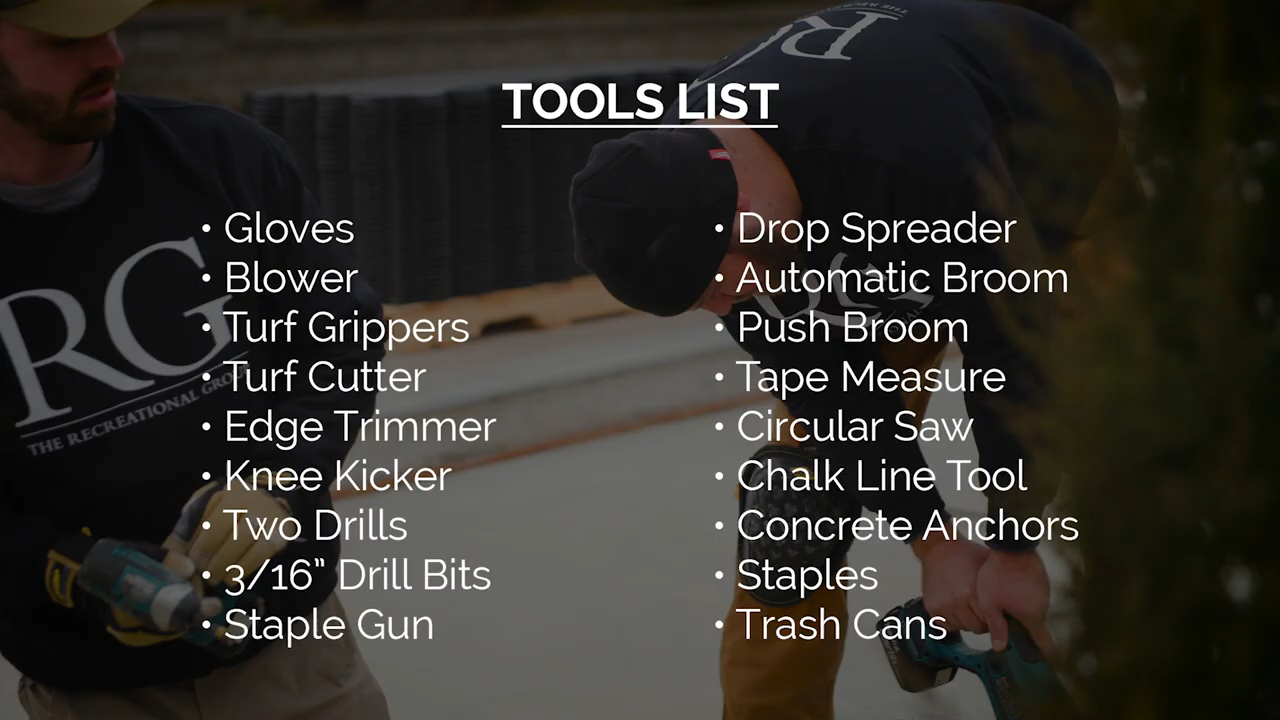 TOOLS LIST
• Gloves
• Blower
• Turf Grippers
• Turf Cutter
• Edge Trimmer
• Knee Kicker
• Two Drills
• 3/16” Drill Bits
• Staple Gun
• Drop Spreader
• Automatic Broom
• Push Broom
• Tape Measure
• Circular Saw
• Chalk Line Tool
• Concrete Anchors
• Staples
• Trash Cans
RG
THE RECREATIONAL GROUP
RG